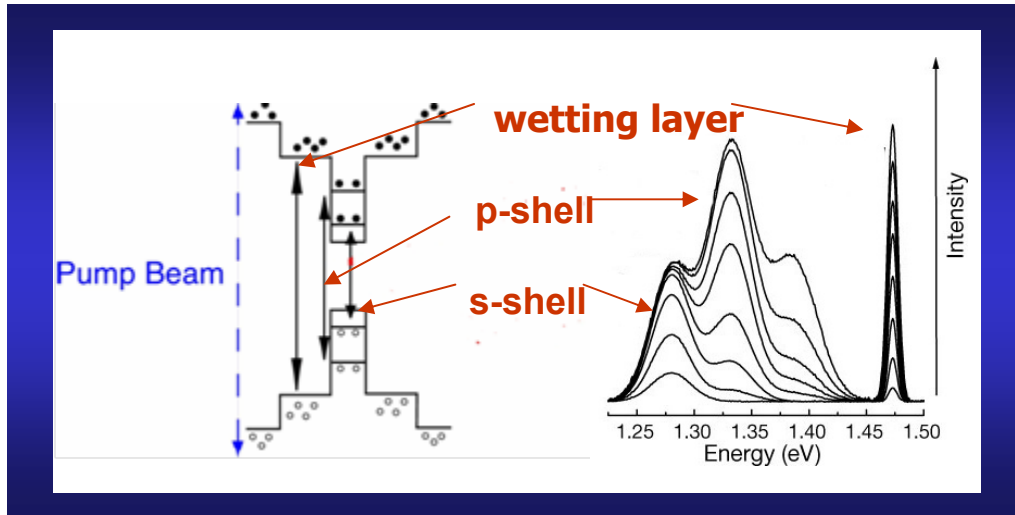 wetting layer
p-shell
s-shell
Pump Beam
Intensity
1.25 1.30 1.35 1.40 1.45 1.50
Energy (eV)